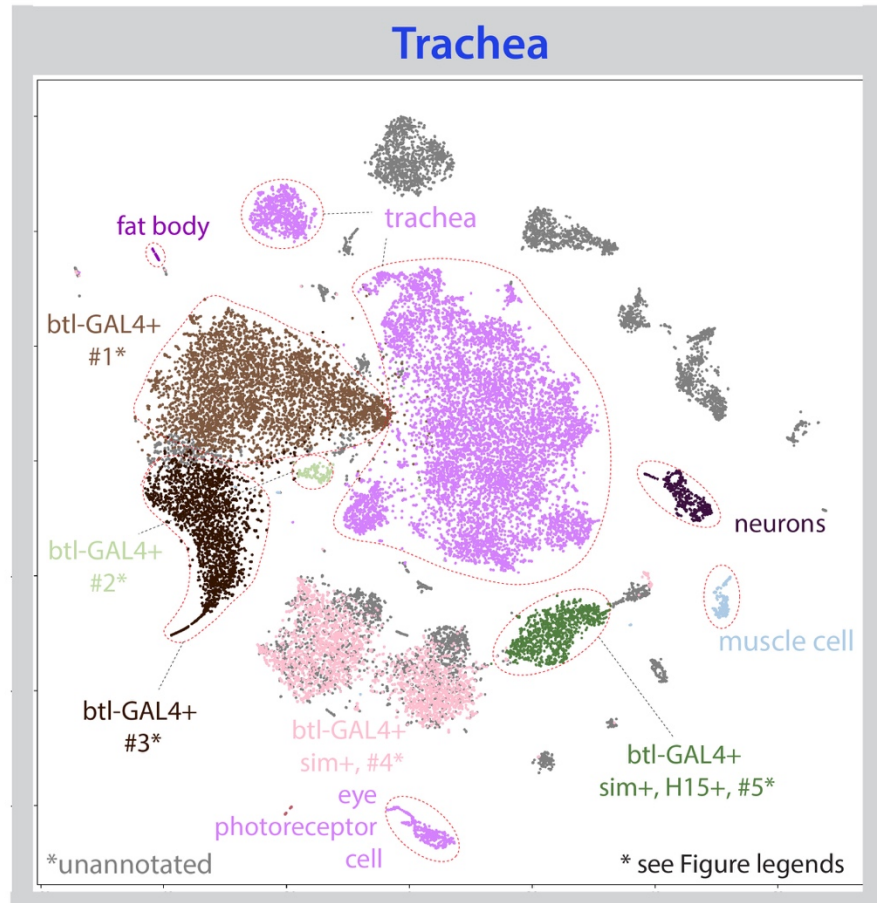 Trachea
trachea
fat body
btl-GAL4+
#1*
neurons
btl-GAL4+
#2*
muscle cell
btl-GAL4+
#3*
btl-GAL4+
sim+, #4*
btl-GAL4+
sim+, H15+, #5*
eye
photoreceptor
cell
*unannotated
* see Figure legends